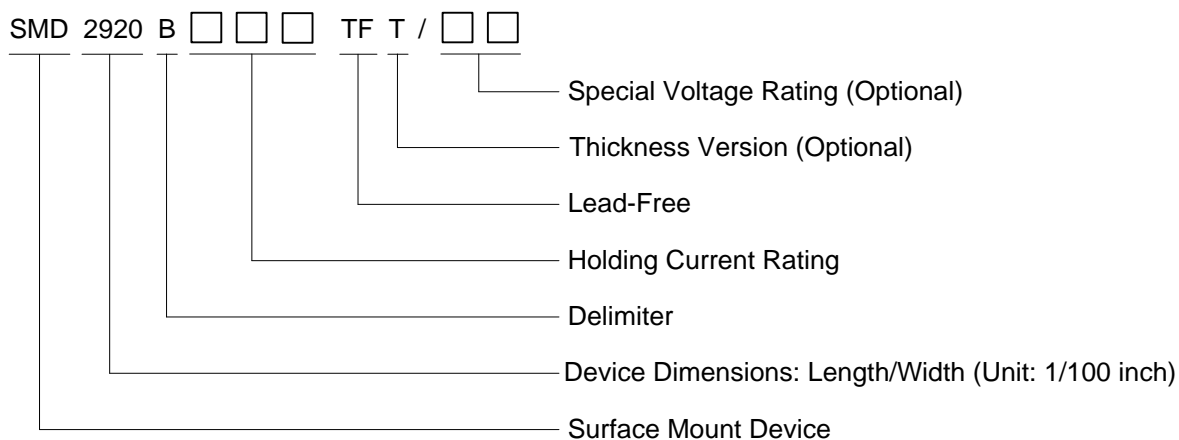 SMD 2920 B □ □ □ TF T / □ □
Special Voltage Rating (Optional)
Thickness Version (Optional)
Lead-Free
Holding Current Rating
Delimiter
Device Dimensions: Length/Width (Unit: 1/100 inch)
Surface Mount Device